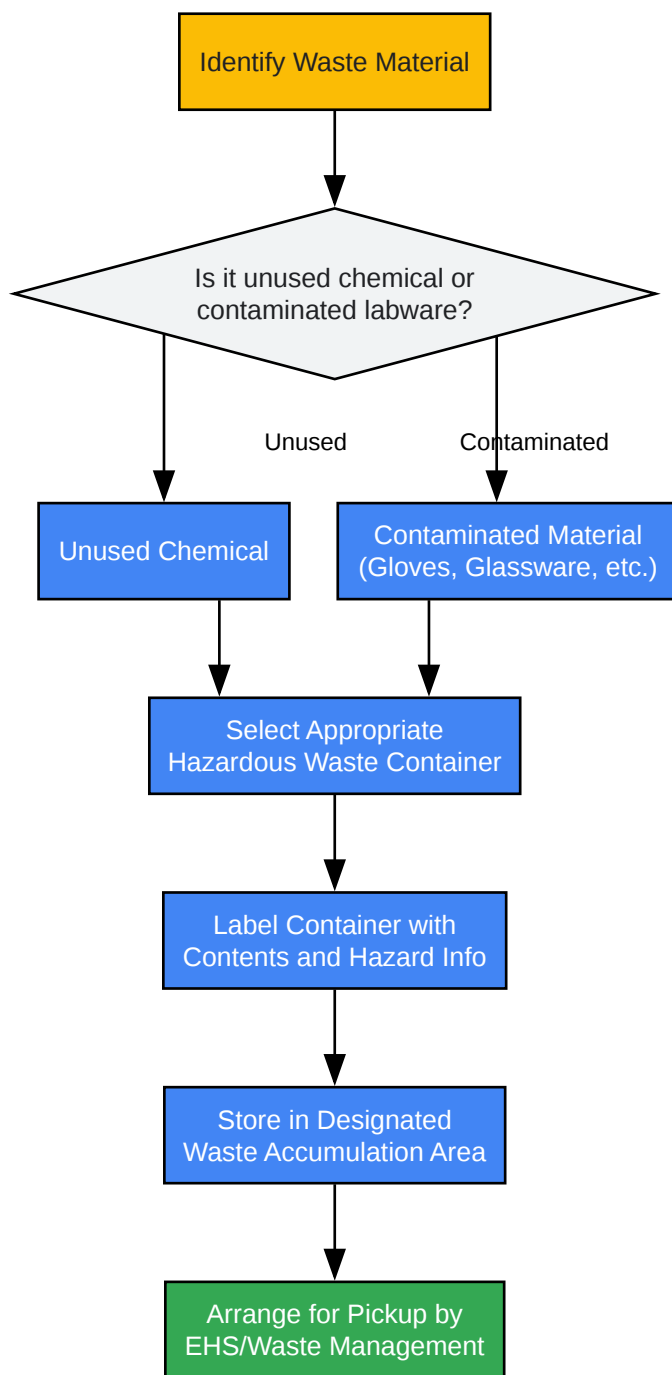 Identify Waste Material
Is it unused chemical or
contaminated labware?
Unused
Contaminated
Unused Chemical
Contaminated Material
(Gloves, Glassware, etc.)
Select Appropriate
Hazardous Waste Container
Label Container with
Contents and Hazard Info
Store in Designated
Waste Accumulation Area
Arrange for Pickup by
EHS/Waste Management